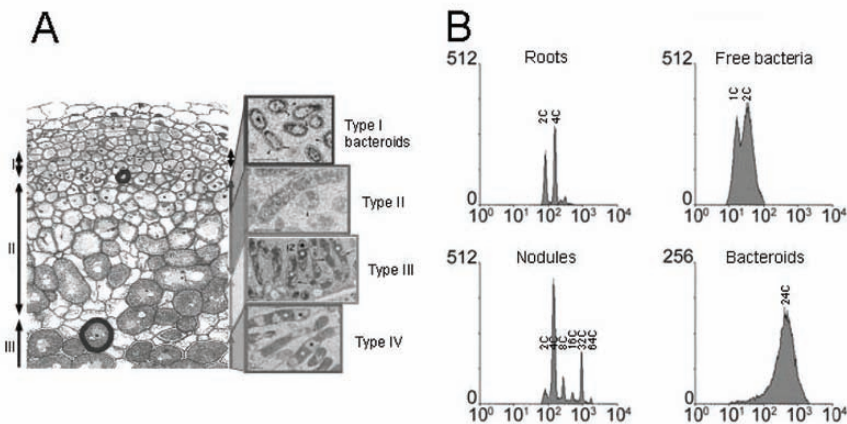 A
I
II
III
Type I
bacteroids
Type II
Type III
Type IV
B
Roots
512
0
2C 4C
10⁰ 10¹ 10² 10³ 10⁴
Free bacteria
512
0
1C 2C
10⁰ 10¹ 10² 10³ 10⁴
Nodules
512
0
2C 4C 8C 16C 32C 64C
10⁰ 10¹ 10² 10³ 10⁴
Bacteroids
256
0
24C
10⁰ 10¹ 10² 10³ 10⁴